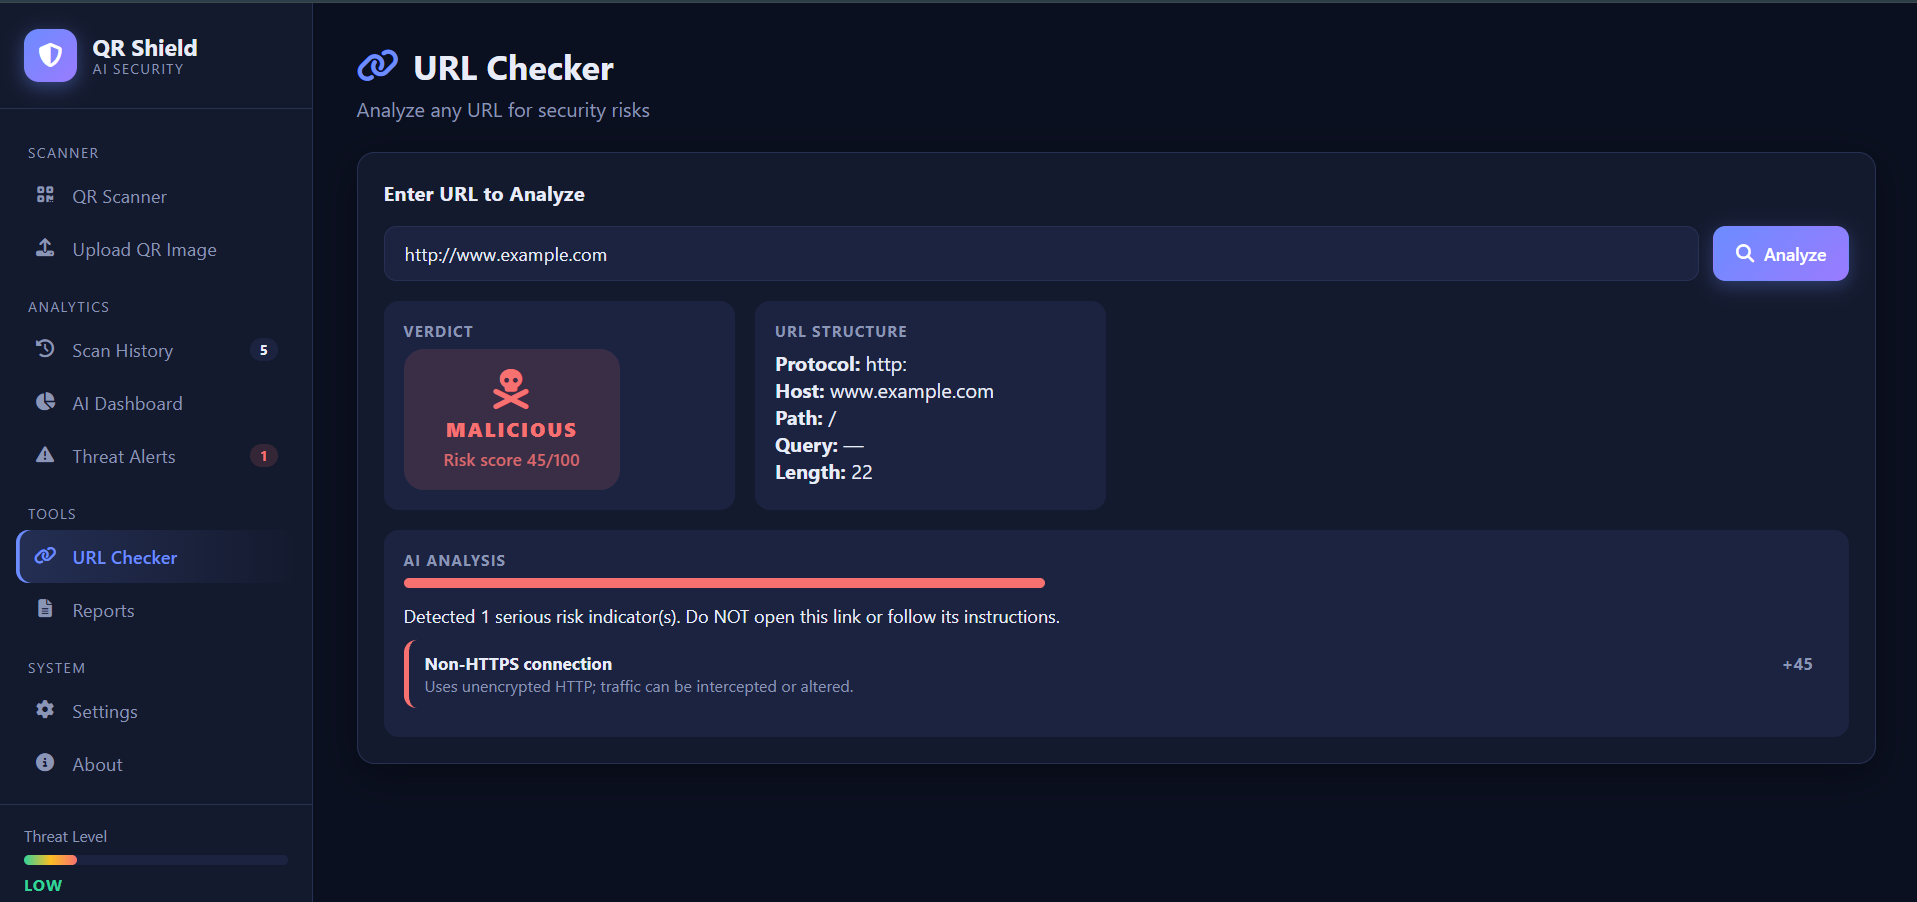 QR Shield
AI SECURITY
SCANNER
QR Scanner
Upload QR Image
ANALYTICS
Scan History 5
AI Dashboard
Threat Alerts 1
TOOLS
URL Checker
Reports
SYSTEM
Settings
About
Threat Level
LOW
URL Checker
Analyze any URL for security risks
Enter URL to Analyze
http://www.example.com
Analyze
VERDICT
MALICIOUS
Risk score 45/100
URL STRUCTURE
Protocol: http:
Host: www.example.com
Path: /
Query: —
Length: 22
AI ANALYSIS
Detected 1 serious risk indicator(s). Do NOT open this link or follow its instructions.
Non-HTTPS connection +45
Uses unencrypted HTTP; traffic can be intercepted or altered.